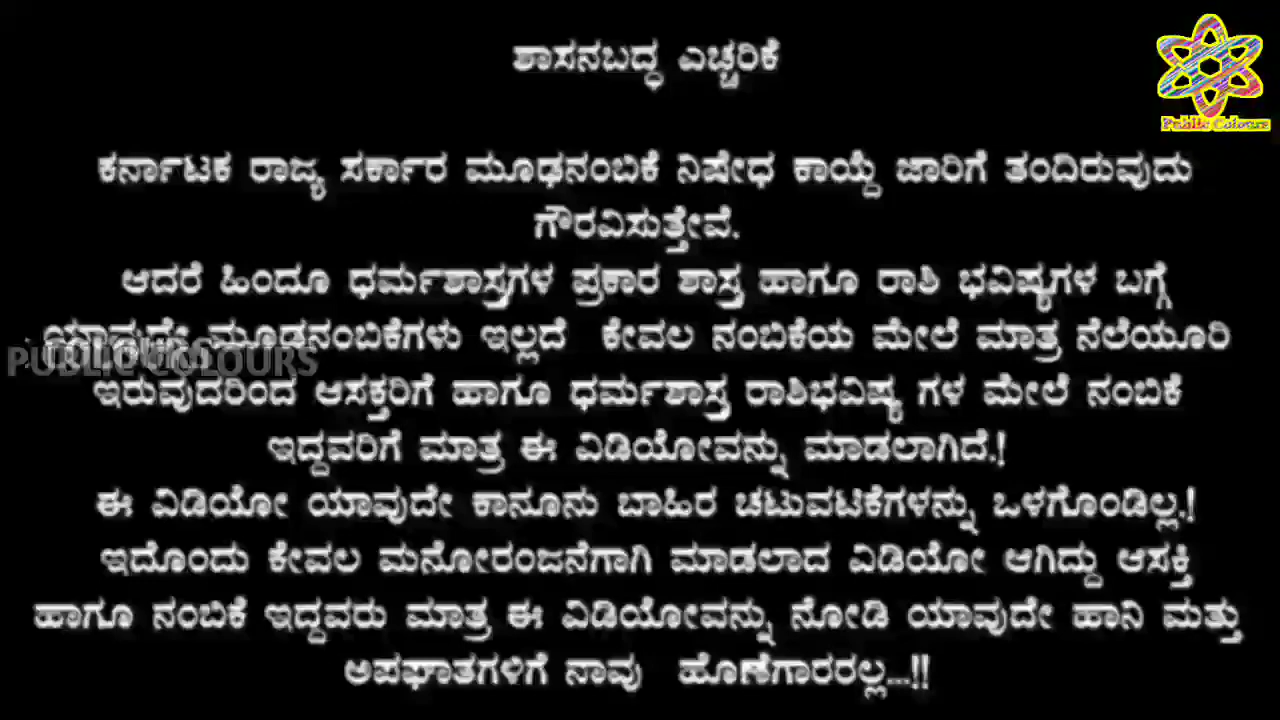 ಶಾಸನಬದ್ಧ ಎಚ್ಚರಿಕೆ
Public Colours
ಕರ್ನಾಟಕ ರಾಜ್ಯ ಸರ್ಕಾರ ಮೂಢನಂಬಿಕೆ ನಿಷೇಧ ಕಾಯ್ದೆ ಜಾರಿಗೆ ತಂದಿರುವುದು
ಗೌರವಿಸುತ್ತೇವೆ.
ಆದರೆ ಹಿಂದೂ ಧರ್ಮಶಾಸ್ತ್ರಗಳ ಪ್ರಕಾರ ಶಾಸ್ತ್ರ ಹಾಗೂ ರಾಶಿ ಭವಿಷ್ಯಗಳ ಬಗ್ಗೆ
ಯಾವುದೇ ಮೂಢನಂಬಿಕೆಗಳು ಇಲ್ಲದೆ ಕೇವಲ ನಂಬಿಕೆಯ ಮೇಲೆ ಮಾತ್ರ ನೆಲೆಯೂರಿ
PUBLIC COLOURS
ಇರುವುದರಿಂದ ಆಸಕ್ತರಿಗೆ ಹಾಗೂ ಧರ್ಮಶಾಸ್ತ್ರ ರಾಶಿಭವಿಷ್ಯ ಗಳ ಮೇಲೆ ನಂಬಿಕೆ
ಇದ್ದವರಿಗೆ ಮಾತ್ರ ಈ ವಿಡಿಯೋವನ್ನು ಮಾಡಲಾಗಿದೆ.!
ಈ ವಿಡಿಯೋ ಯಾವುದೇ ಕಾನೂನು ಬಾಹಿರ ಚಟುವಟಿಕೆಗಳನ್ನು ಒಳಗೊಂಡಿಲ್ಲ.!
ಇದೊಂದು ಕೇವಲ ಮನೋರಂಜನೆಗಾಗಿ ಮಾಡಲಾದ ವಿಡಿಯೋ ಆಗಿದ್ದು ಆಸಕ್ತಿ
ಹಾಗೂ ನಂಬಿಕೆ ಇದ್ದವರು ಮಾತ್ರ ಈ ವಿಡಿಯೋವನ್ನು ನೋಡಿ ಯಾವುದೇ ಹಾನಿ ಮತ್ತು
ಅಪಘಾತಗಳಿಗೆ ನಾವು ಹೊಣೆಗಾರರಲ್ಲ...!!